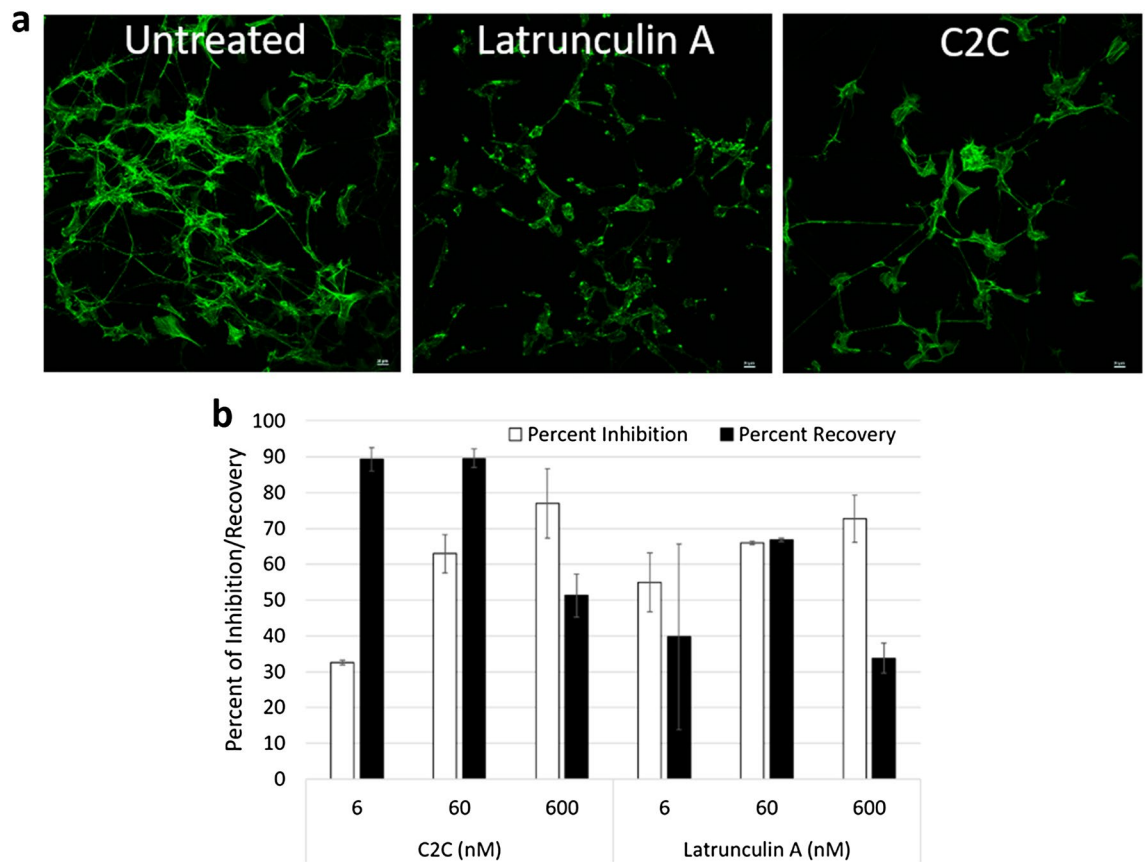 a
Untreated
Latrunculin A
C2C
b
Percent of Inhibition/Recovery
Percent Inhibition
Percent Recovery
100
90
80
70
60
50
40
30
20
10
0
6
60
600
6
60
600
C2C (nM)
Latrunculin A (nM)